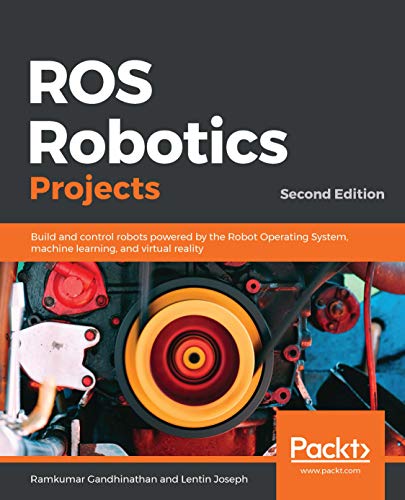 ROS
Robotics
Projects
Second Edition
Build and control robots powered by the Robot Operating System,
machine learning, and virtual reality
Packt>
www.packt.com
Ramkumar Gandhinathan and Lentin Joseph